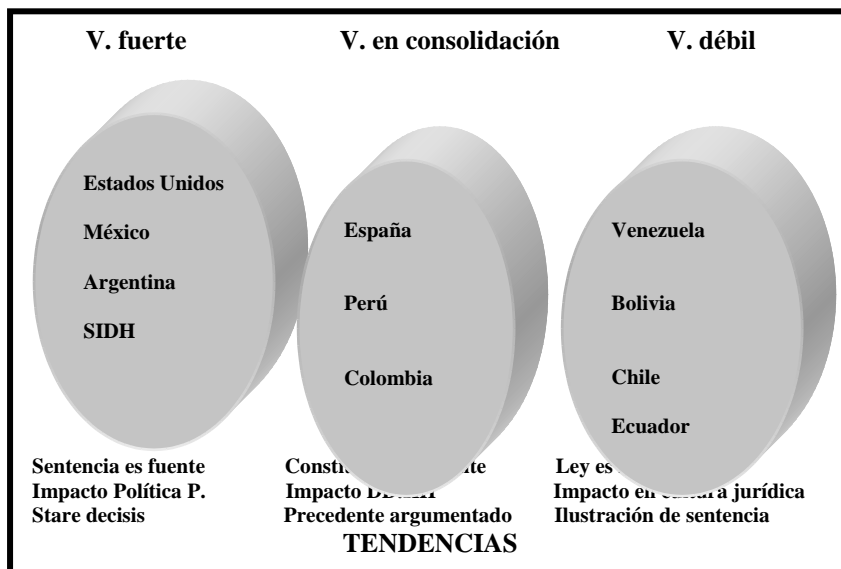 V. fuerte
V. en consolidación
V. débil
Estados Unidos
México
Argentina
SIDH
España
Perú
Colombia
Venezuela
Bolivia
Chile
Ecuador
Sentencia es fuente
Impacto Política P.
Stare decisis
Impacto
Precedente argumentado
Ley es
Impacto en jurídica
Ilustración de sentencia
TENDENCIAS